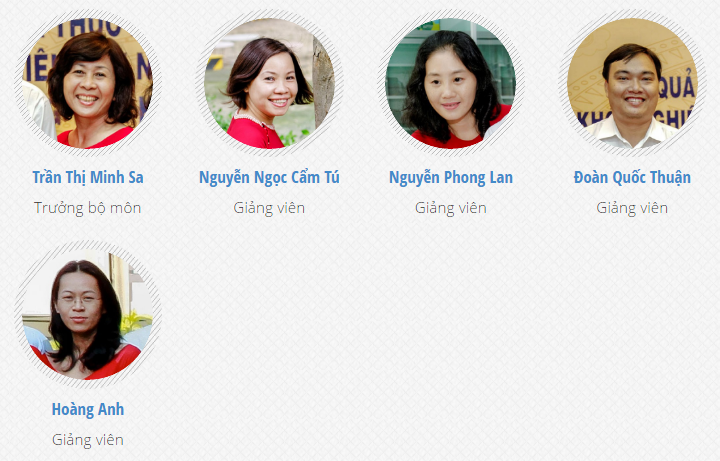 Trần Thị Minh Sa
Trưởng bộ môn
Nguyễn Ngọc Cẩm Tú
Giảng viên
Nguyễn Phong Lan
Giảng viên
Đoàn Quốc Thuận
Giảng viên
QUẢ
Hoàng Anh
Giảng viên